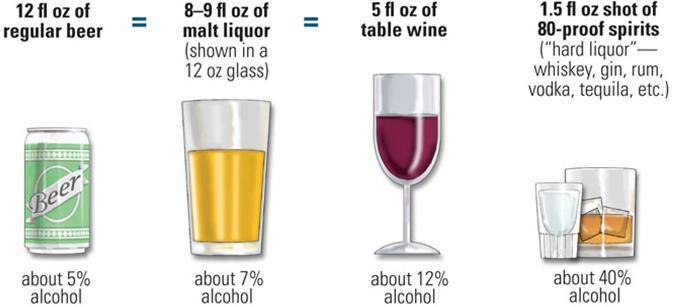 12 fl oz of
regular beer
=
8–9 fl oz of
malt liquor
(shown in a
12 oz glass)
=
5 fl oz of
table wine
1.5 fl oz shot of
80-proof spirits
(“hard liquor”—
whiskey, gin, rum,
vodka, tequila, etc.)
Beer
about 5%
alcohol
about 7%
alcohol
about 12%
alcohol
about 40%
alcohol